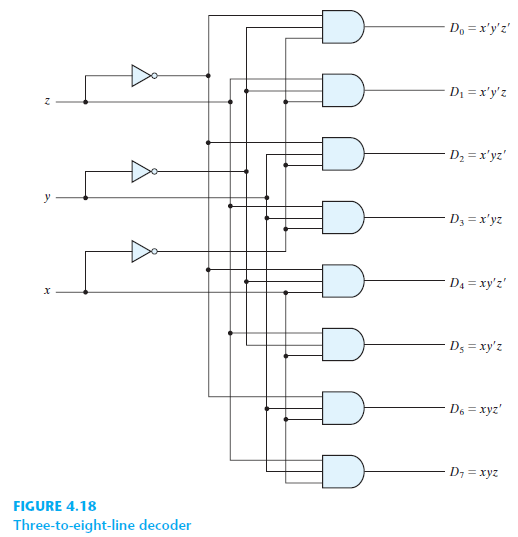 D₀ = x'y'z'
D₁ = x'y'z
z
D₂ = x'yz'
y
D₃ = x'yz
x
D₄ = xy'z'
D₅ = xy'z
D₆ = xyz'
D₇ = xyz
FIGURE 4.18
Three-to-eight-line decoder